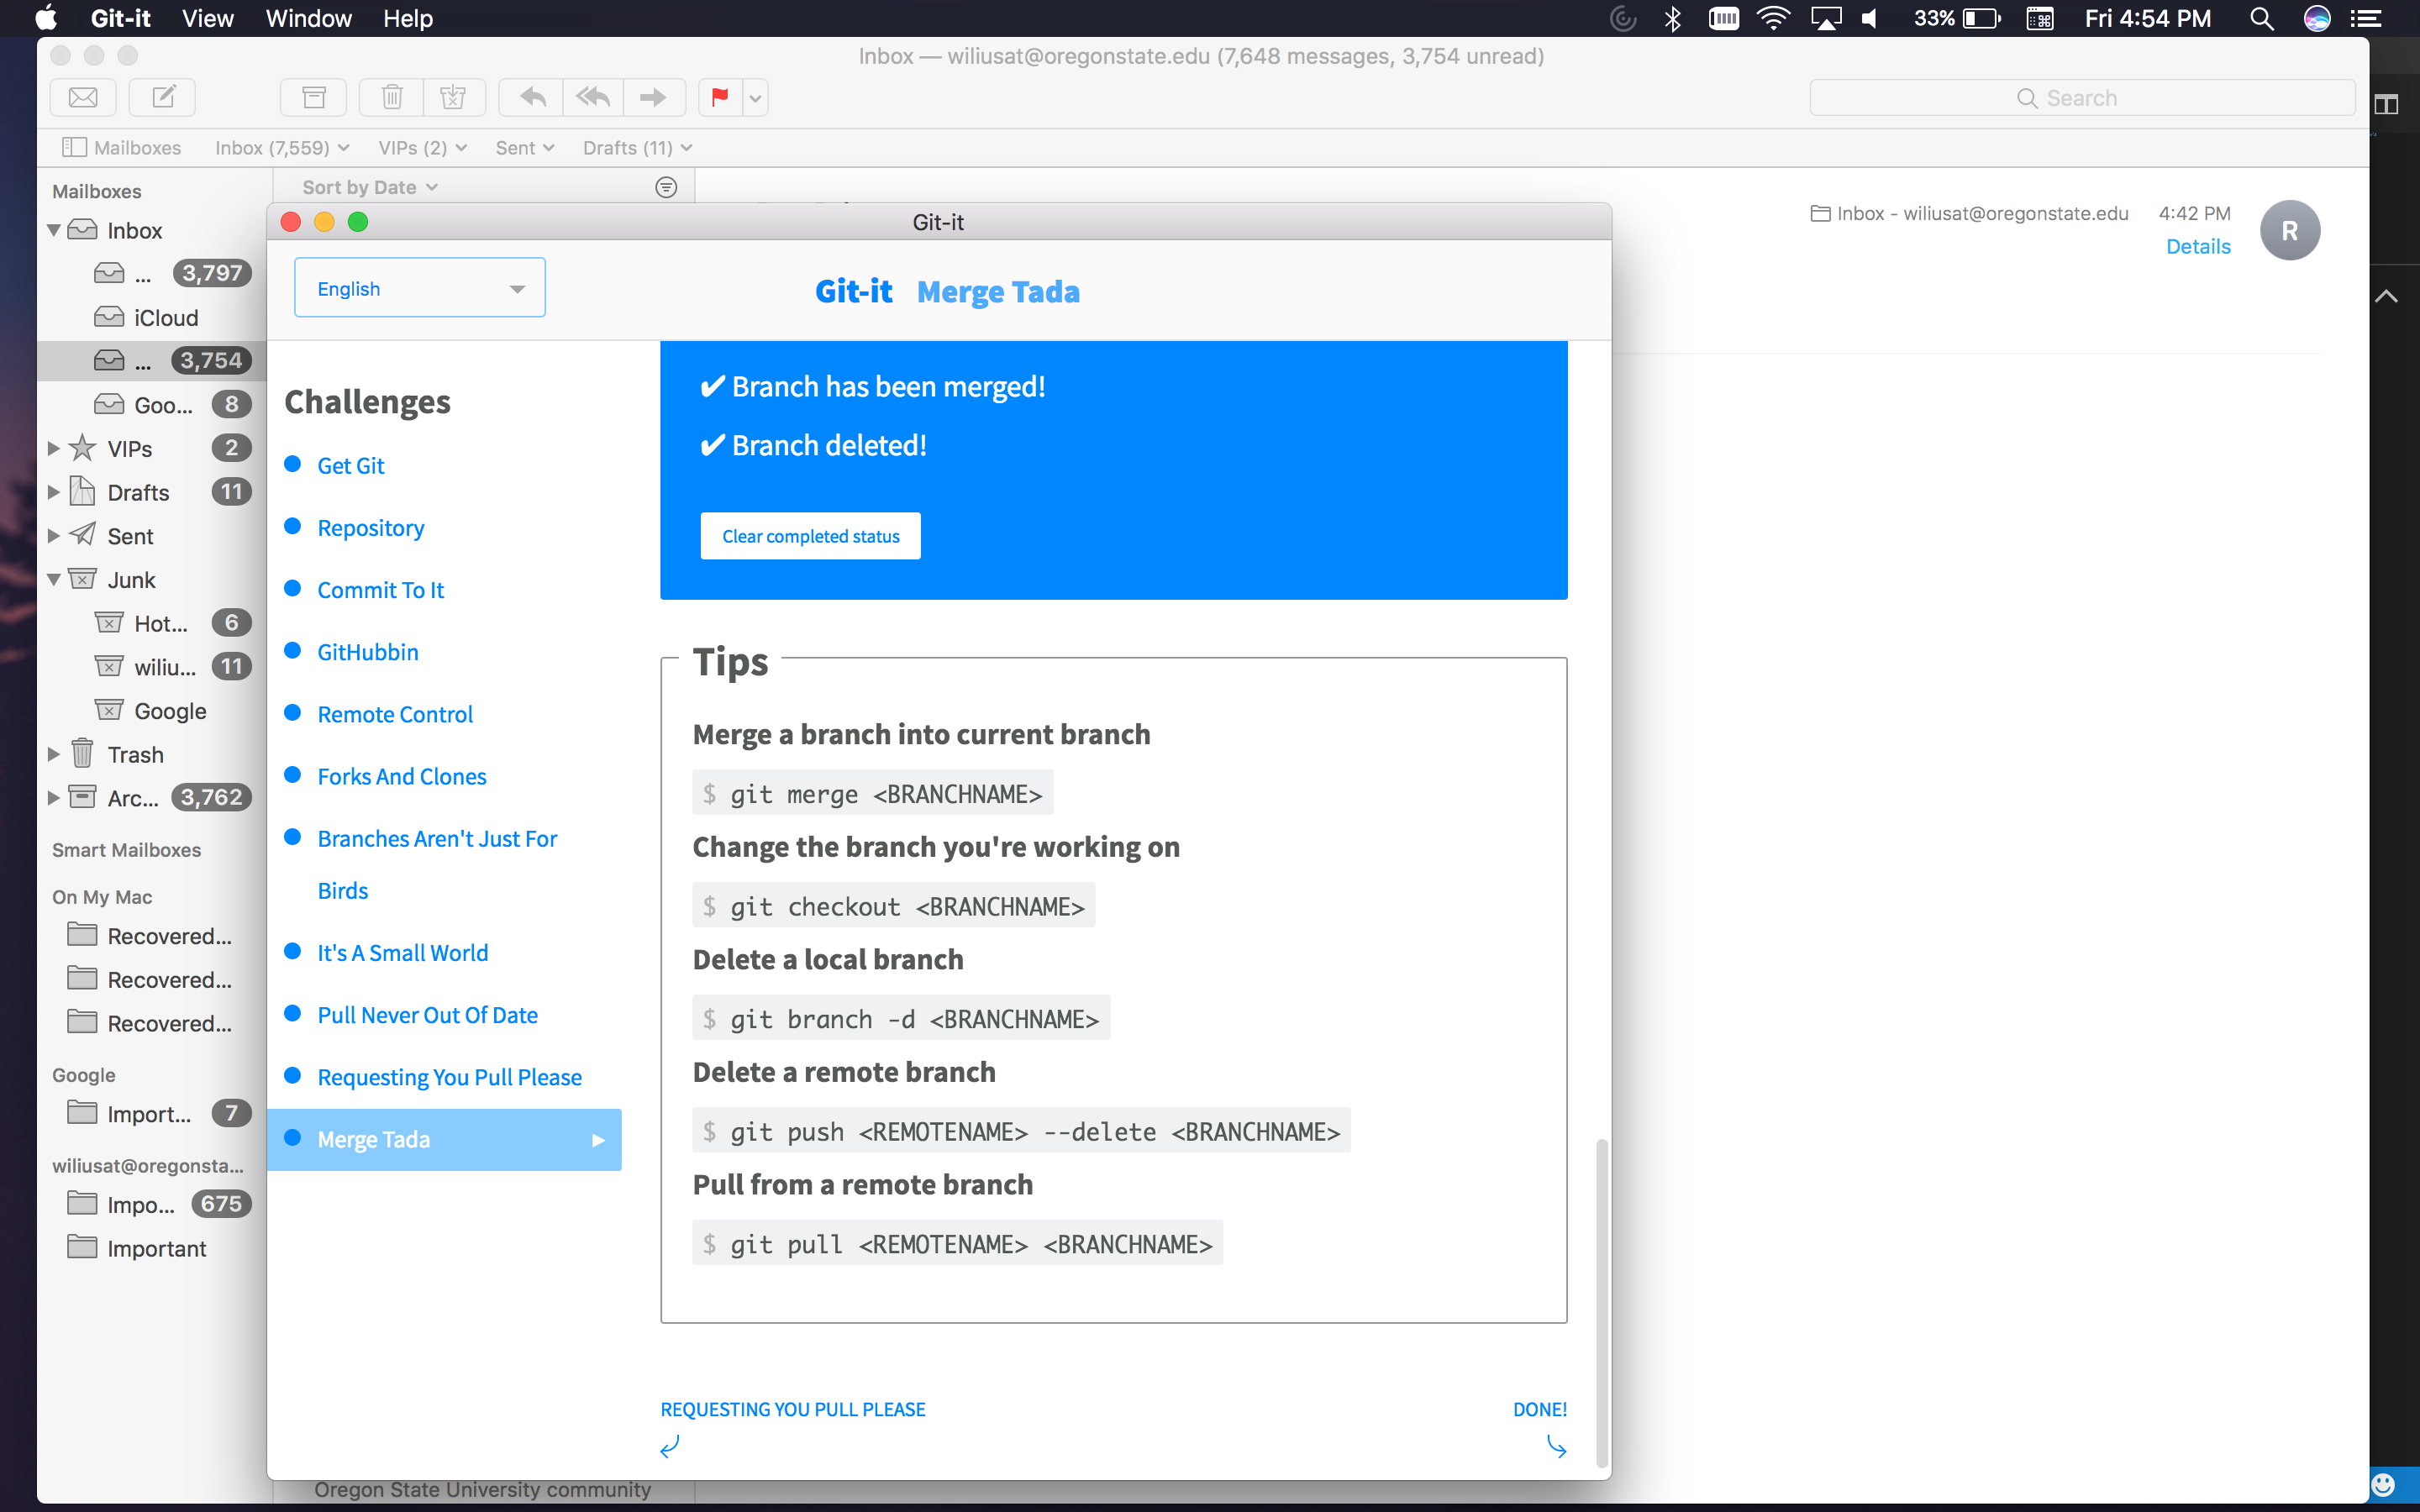 Git-it View Window Help
33% Fri 4:54 PM
Inbox — wiliusat@oregonstate.edu (7,648 messages, 3,754 unread)
Search
Mailboxes Inbox (7,559) VIPs (2) Sent Drafts (11)
Mailboxes
Inbox
... 3,797
iCloud
... 3,754
Goo... 8
VIPs 2
Drafts 11
Sent
Junk
Hot... 6
wiliu... 11
Google
Trash
Arc... 3,762
Smart Mailboxes
On My Mac
Recovered...
Recovered...
Recovered...
Google
Import... 7
wiliusat@oregonsta...
Impo... 675
Important
Sort by Date
Inbox - wiliusat@oregonstate.edu 4:42 PM
Details
R
Git-it
English
Git-it Merge Tada
Challenges
Get Git
Repository
Commit To It
GitHubbin
Remote Control
Forks And Clones
Branches Aren't Just For
Birds
It's A Small World
Pull Never Out Of Date
Requesting You Pull Please
Merge Tada
✔ Branch has been merged!
✔ Branch deleted!
Clear completed status
Tips
Merge a branch into current branch
$ git merge <BRANCHNAME>
Change the branch you're working on
$ git checkout <BRANCHNAME>
Delete a local branch
$ git branch -d <BRANCHNAME>
Delete a remote branch
$ git push <REMOTENAME> --delete <BRANCHNAME>
Pull from a remote branch
$ git pull <REMOTENAME> <BRANCHNAME>
REQUESTING YOU PULL PLEASE
DONE!
Oregon State University community